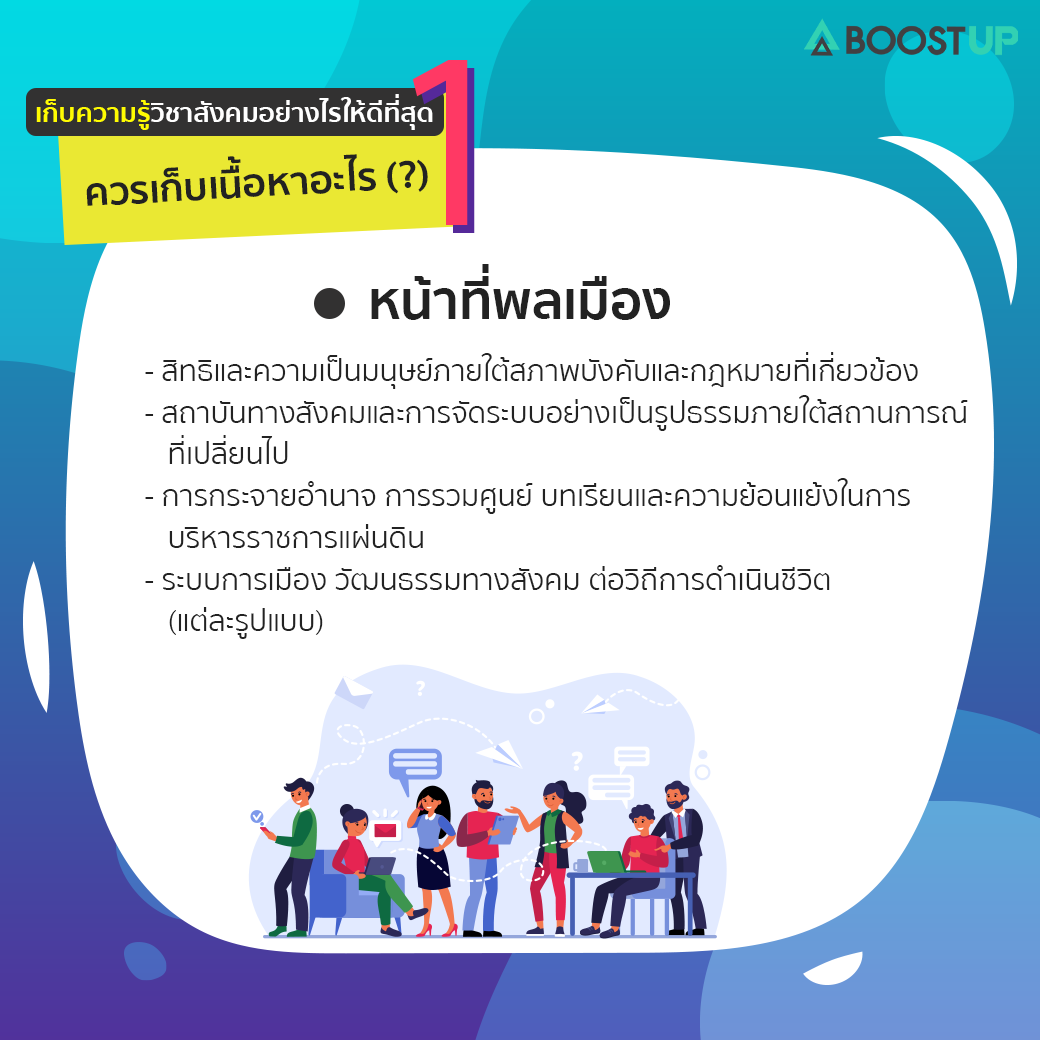 BOOSTUP
เก็บความรู้วิชาสังคมอย่างไรให้ดีที่สุด
1
ควรเก็บเนื้อหาอะไร (?)
● หน้าที่พลเมือง
- สิทธิและความเป็นมนุษย์ภายใต้สภาพบังคับและกฎหมายที่เกี่ยวข้อง
- สถาบันทางสังคมและการจัดระบบอย่างเป็นรูปธรรมภายใต้สถานการณ์
ที่เปลี่ยนไป
- การกระจายอำนาจ การรวมศูนย์ บทเรียนและความย้อนแย้งในการ
บริหารราชการแผ่นดิน
- ระบบการเมือง วัฒนธรรมทางสังคม ต่อวิถีการดำเนินชีวิต
(แต่ละรูปแบบ)
?
?